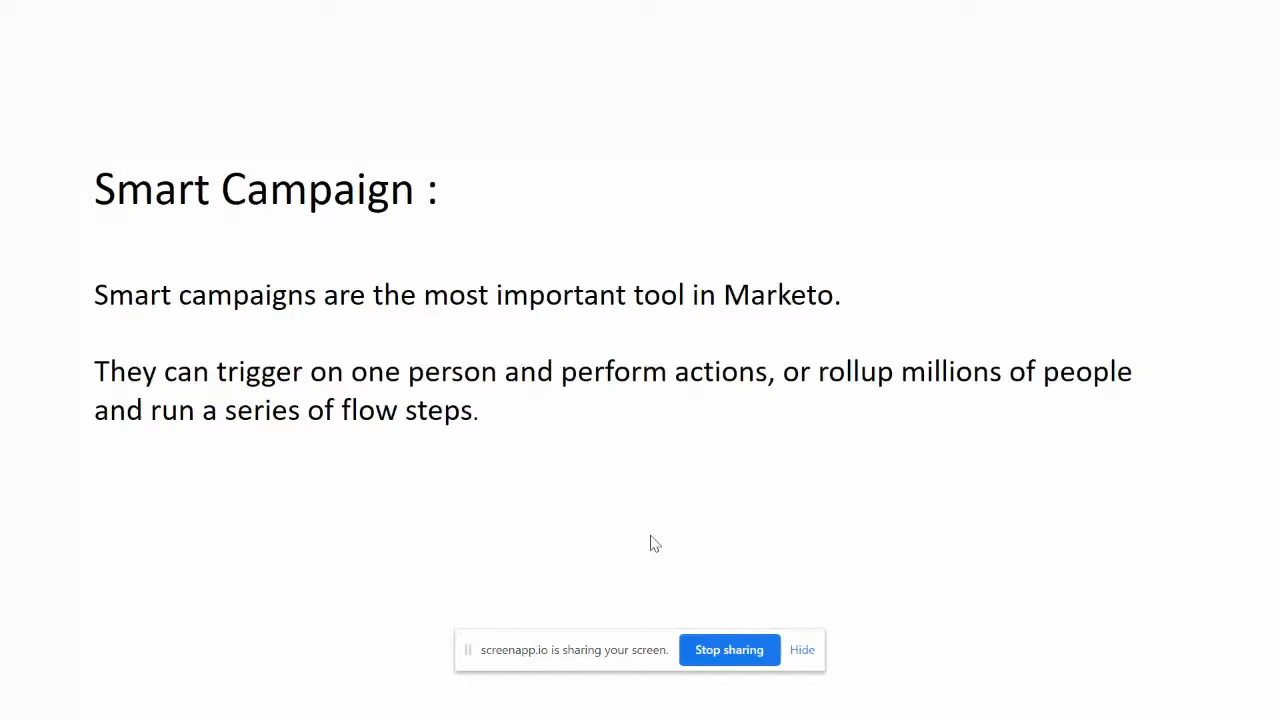 Smart Campaign :
Smart campaigns are the most important tool in Marketo.
They can trigger on one person and perform actions, or rollup millions of people
and run a series of flow steps.
screenapp.io is sharing your screen. Stop sharing Hide